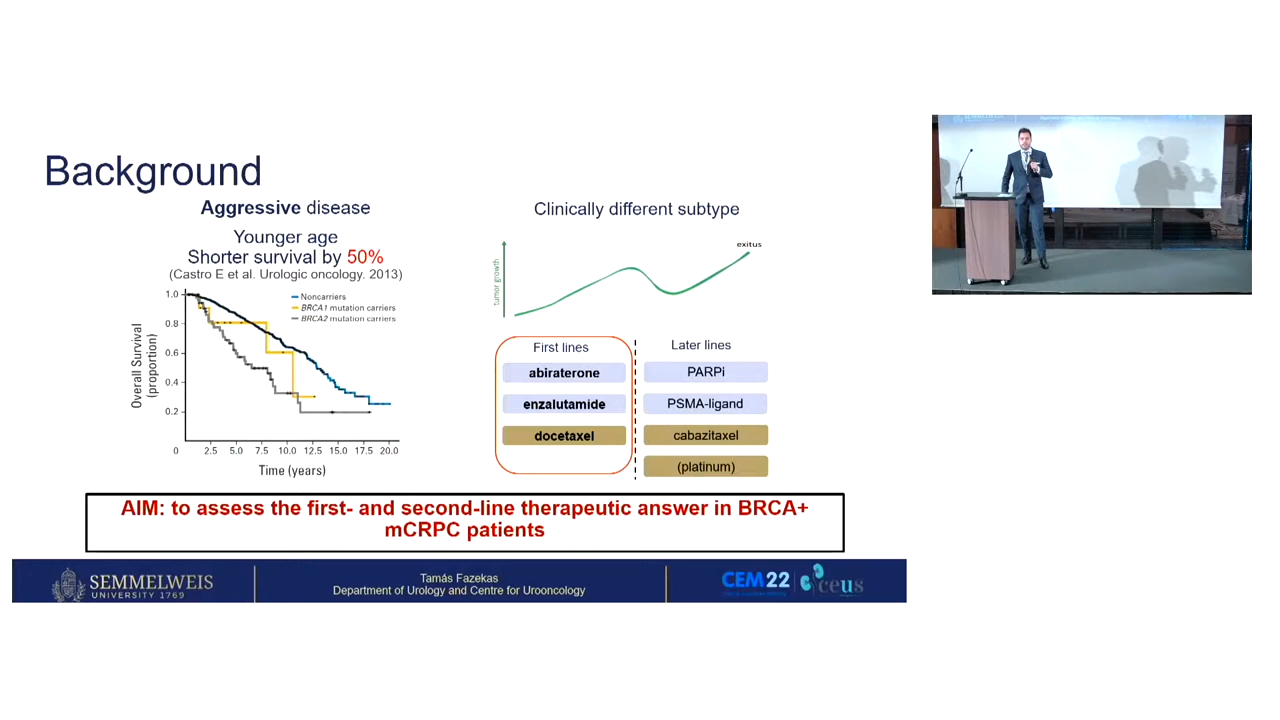 Background
Aggressive disease
Younger age
Shorter survival by 50%
(Castro E et al. Urologic oncology. 2013)
1.0
0.8
0.6
0.4
0.2
0
2.5
5.0
7.5
10.0
12.5
15.0
17.5
20.0
Overall Survival
(proportion)
Time (years)
Noncarriers
BRCA1 mutation carriers
BRCA2 mutation carriers
Clinically different subtype
exitus
tumor growth
First lines
abiraterone
enzalutamide
docetaxel
Later lines
PARPi
PSMA-ligand
cabazitaxel
(platinum)
AIM: to assess the first- and second-line therapeutic answer in BRCA+
mCRPC patients
SEMMELWEIS
UNIVERSITY 1769
Tamás Fazekas
Department of Urology and Centre for Urooncology
CEM22
ceus